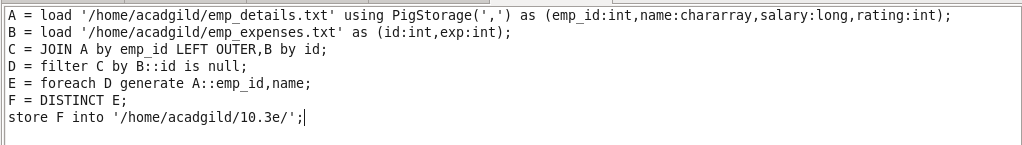 A = load '/home/acadgild/emp_details.txt' using PigStorage(',') as (emp_id:int,name:chararray,salary:long,rating:int);
B = load '/home/acadgild/emp_expenses.txt' as (id:int,exp:int);
C = JOIN A by emp_id LEFT OUTER,B by id;
D = filter C by B::id is null;
E = foreach D generate A::emp_id,name;
F = DISTINCT E;
store F into '/home/acadgild/10.3e/';